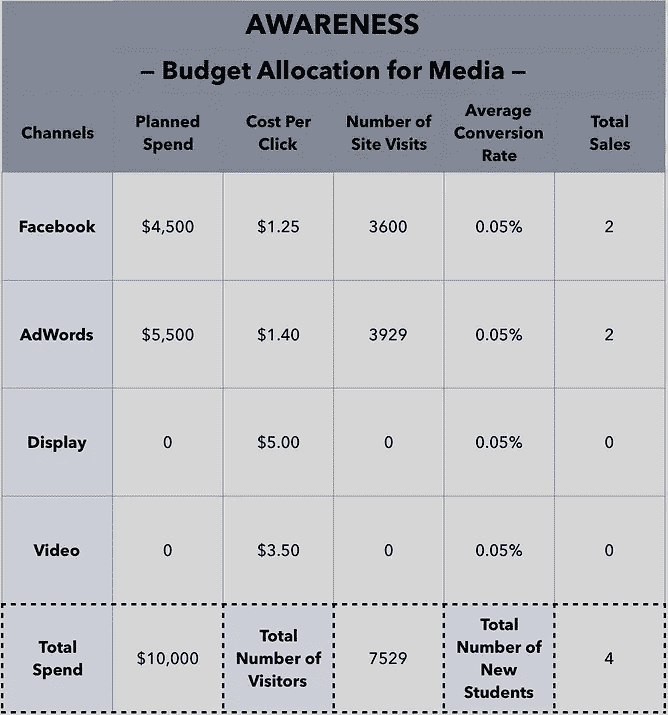 AWARENESS
– Budget Allocation for Media –
Channels
Planned
Spend
Cost Per
Click
Number of
Site Visits
Average
Conversion
Rate
Total
Sales
Facebook $4,500 $1.25 3600 0.05% 2
AdWords $5,500 $1.40 3929 0.05% 2
Display 0 $5.00 0 0.05% 0
Video 0 $3.50 0 0.05% 0
Total
Spend
$10,000
Total
Number of
Visitors
7529
Total
Number of
New
Students
4